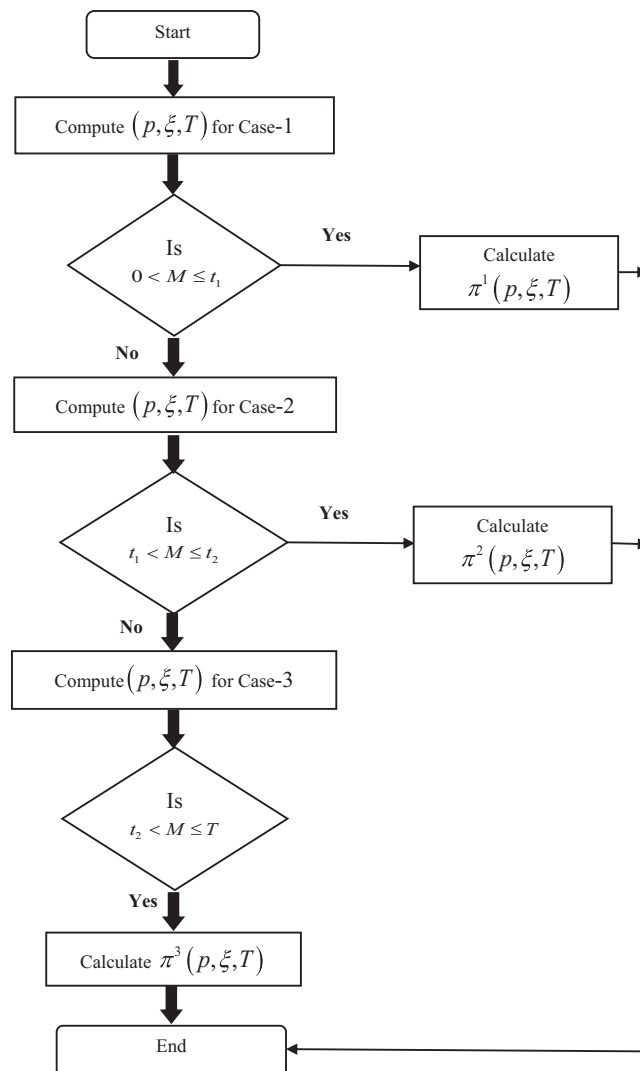 Start
Compute (p,ξ,T) for Case-1
Is
0 < M ≤ t₁
Yes
Calculate
π¹(p,ξ,T)
No
Compute (p,ξ,T) for Case-2
Is
t₁ < M ≤ t₂
Yes
Calculate
π²(p,ξ,T)
No
Compute (p,ξ,T) for Case-3
Is
t₂ < M ≤ T
Yes
Calculate π³(p,ξ,T)
End